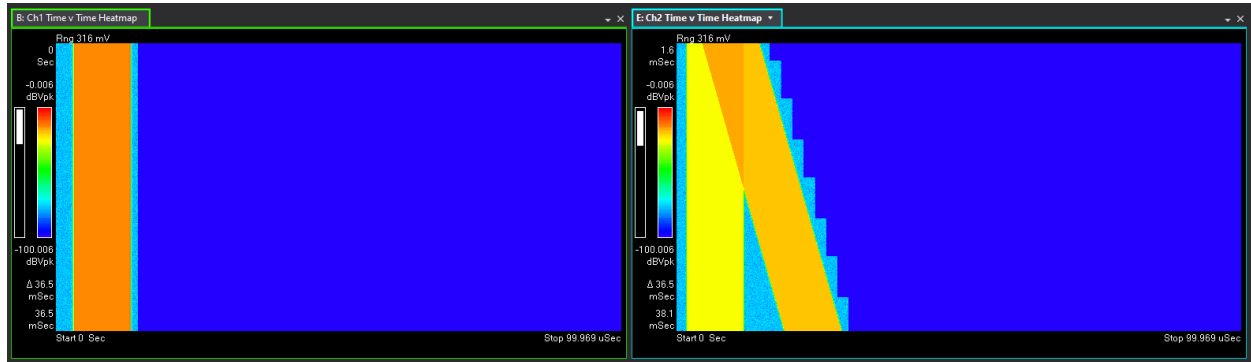 B: Ch1 Time v Time Heatmap
Rng 316 mV
0
Sec
-0.006
dBVpk
-100.006
dBVpk
Δ 36.5
mSec
36.5
mSec
Start 0 Sec
Stop 99.969 uSec
E: Ch2 Time v Time Heatmap
Rng 316 mV
1.6
mSec
-0.006
dBVpk
-100.006
dBVpk
Δ 36.5
mSec
38.1
mSec
Start 0 Sec
Stop 99.969 uSec